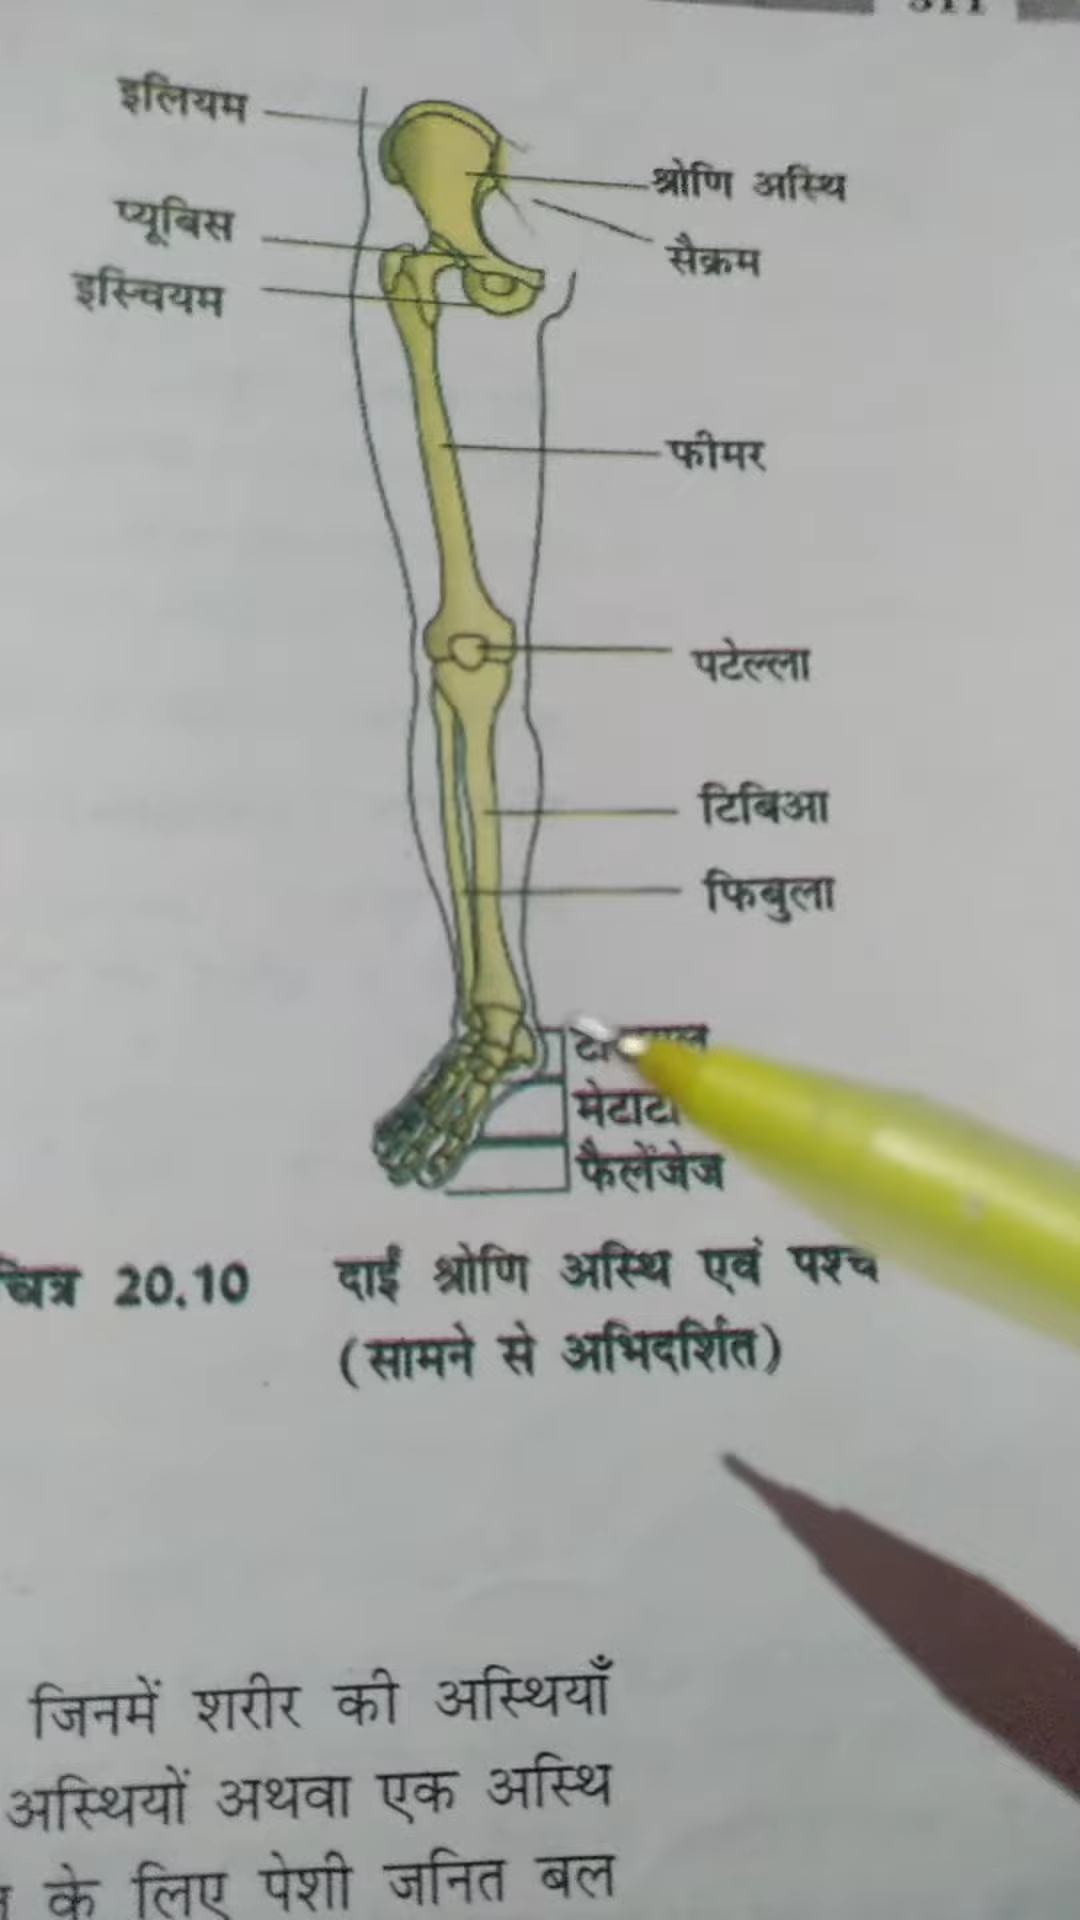 इलियम
श्रोणि अस्थि
प्यूबिस
सैक्रम
इस्चियम
फीमर
पटेल्ला
टिबिआ
फिबुला
फैलेंजेज
चित्र 20.10 दाईं श्रोणि अस्थि एवं पश्च
(सामने से अभिदर्शित)
जिनमें शरीर की अस्थियाँ
अस्थियों अथवा एक अस्थि
के लिए पेशी जनित बल